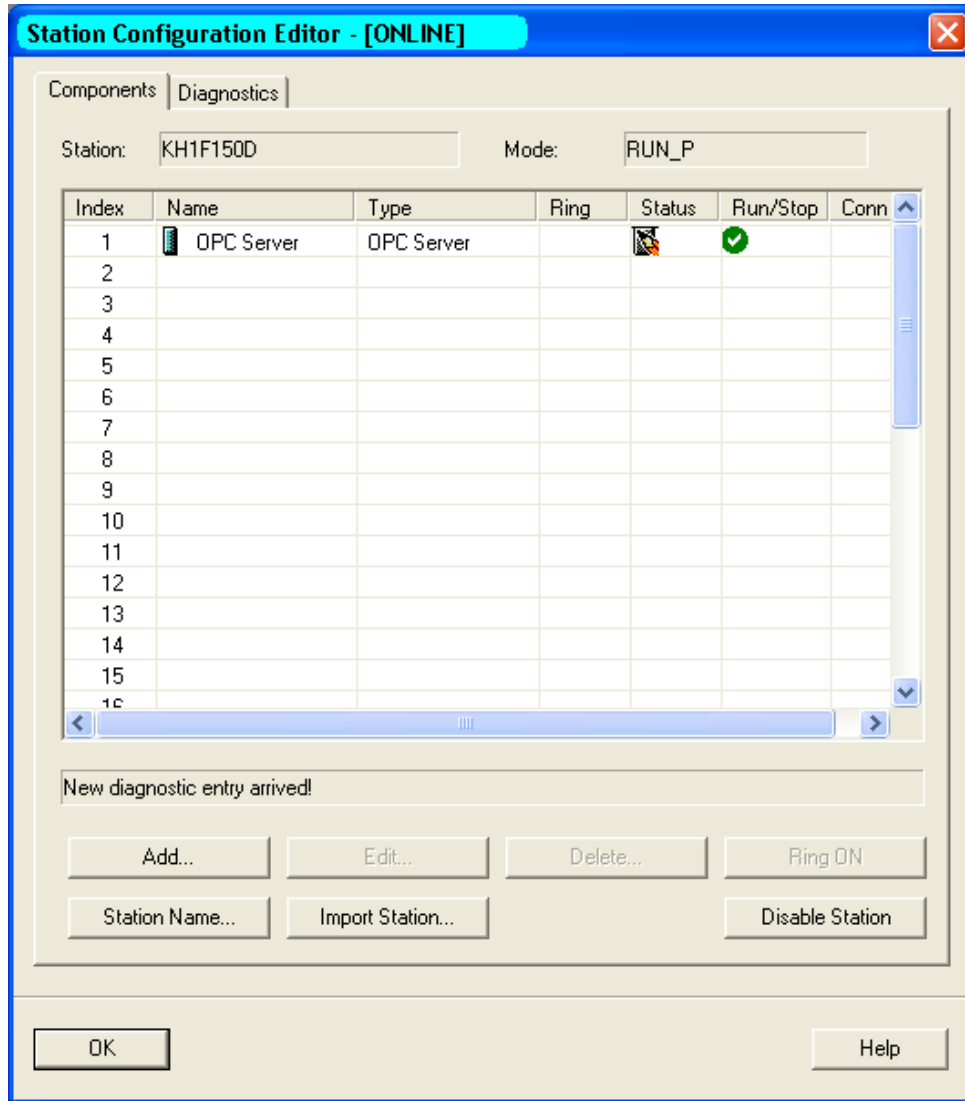 Station Configuration Editor - [ONLINE]
Components Diagnostics
Station: KH1F150D Mode: RUN_P
Index Name Type Ring Status Run/Stop Conn
1 OPC Server OPC Server
2
3
4
5
6
7
8
9
10
11
12
13
14
15
16
New diagnostic entry arrived!
Add... Edit... Delete... Ring ON
Station Name... Import Station... Disable Station
OK Help